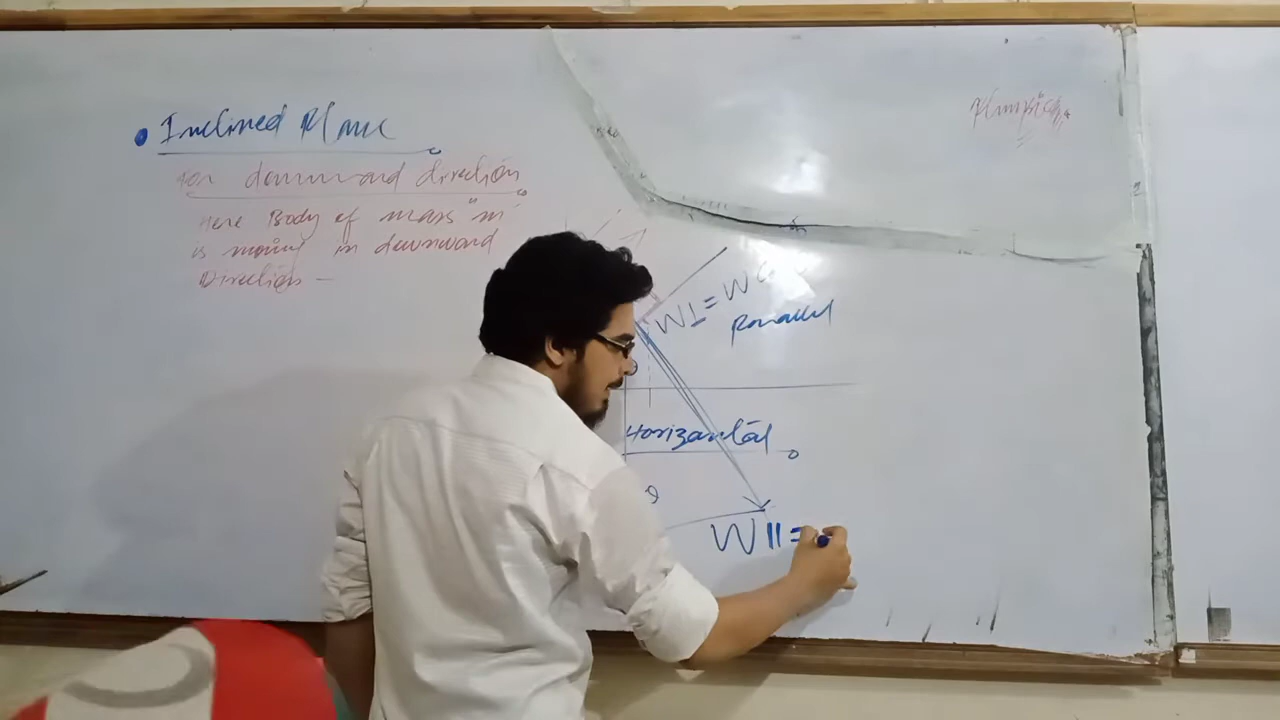 Inclined Plane
For downward direction
Here Body of mass "m"
is moving in downward
Direction –
W⊥ = W
Parallel
Horizontal
θ
W || =